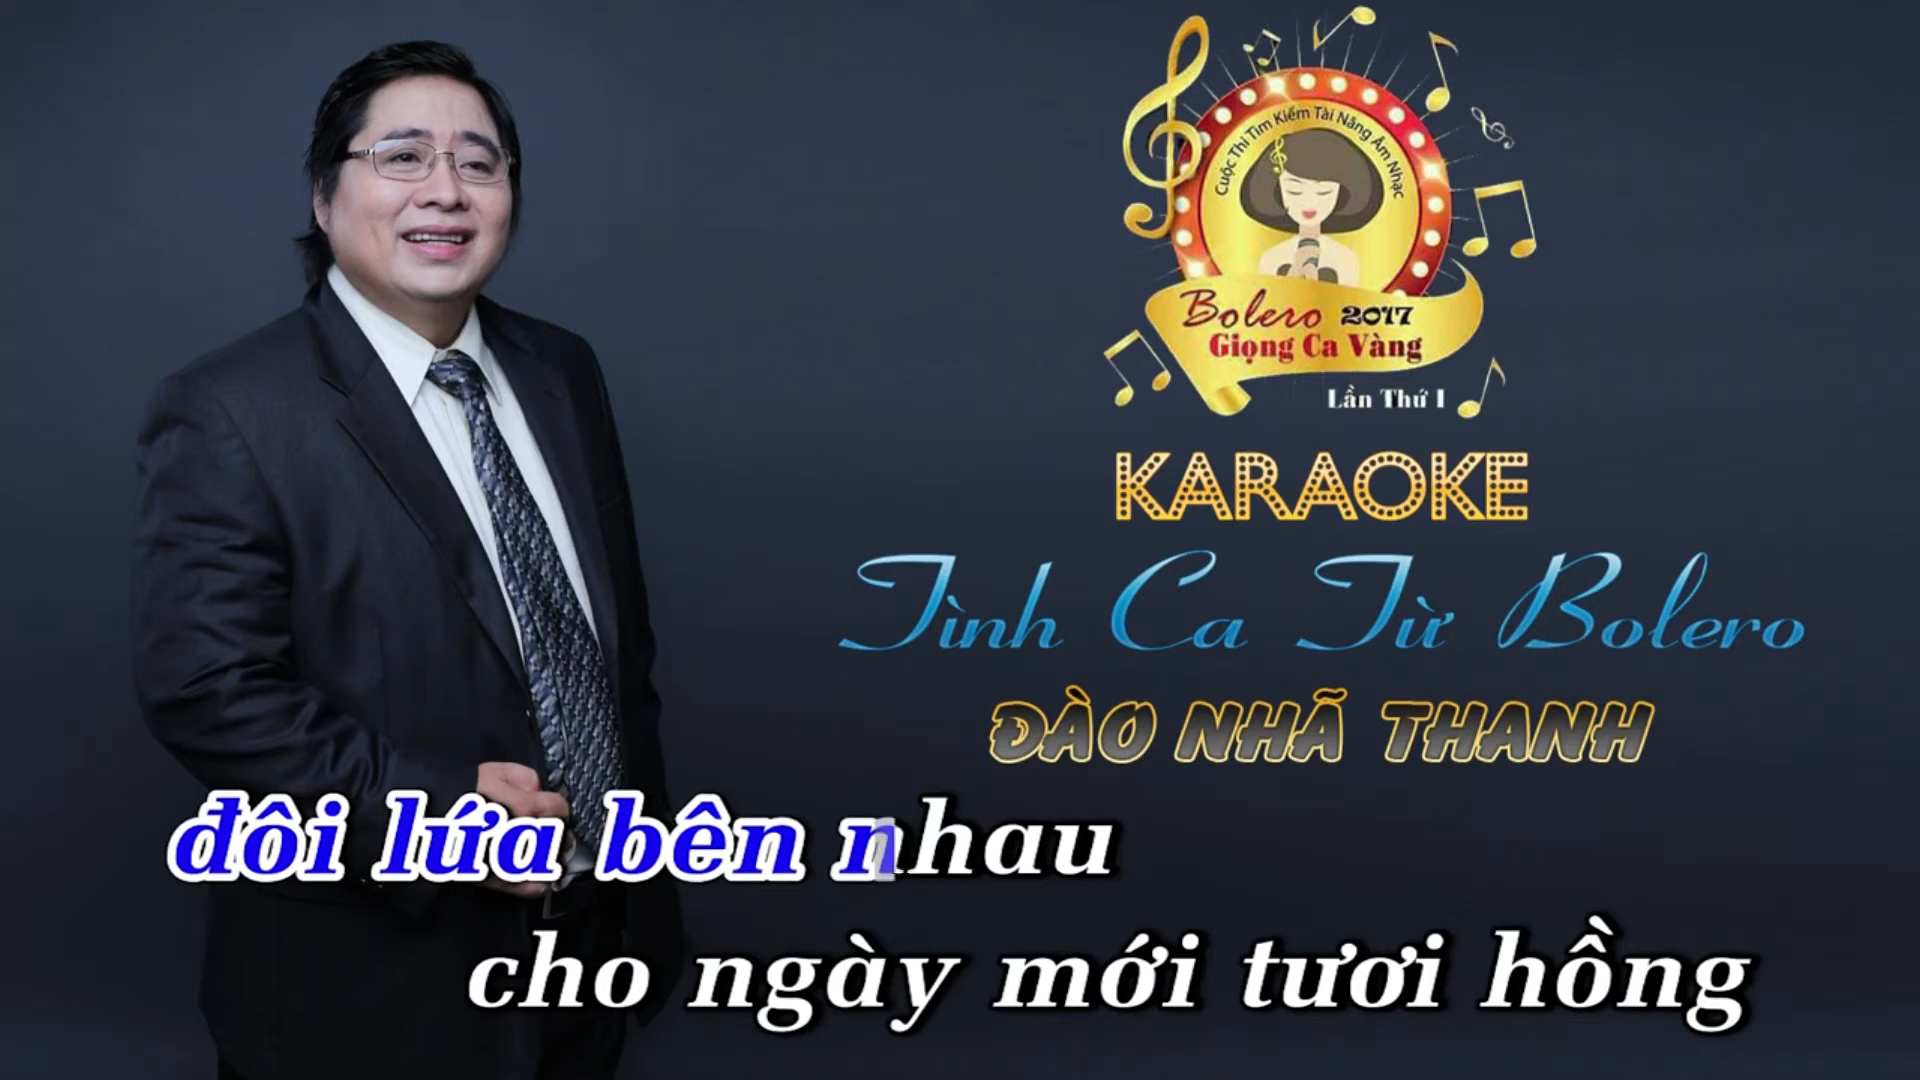 Cuộc Thi Tìm Kiếm Tài Năng Âm Nhạc
Bolero 2017
Giọng Ca Vàng
Lần Thứ I
KARAOKE
Tình Ca Từ Bolero
ĐÀO NHÃ THANH
đôi lứa bên nhau
cho ngày mới tươi hồng